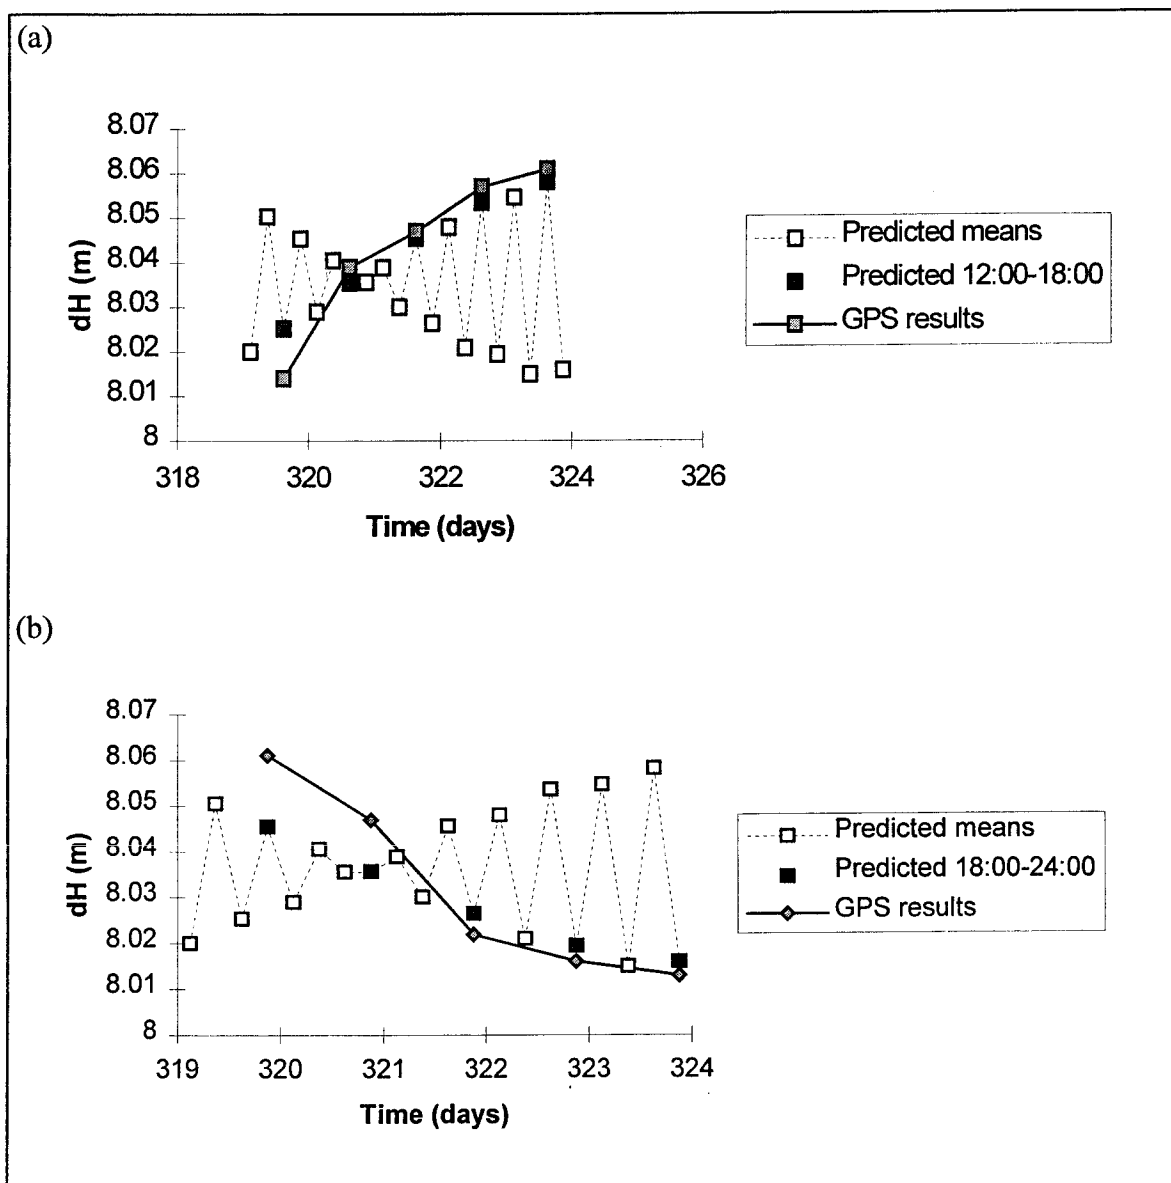 (a)
8.07
8.06
8.05
8.04
8.03
8.02
8.01
8
dH (m)
318 320 322 324 326
Time (days)
Predicted means
Predicted 12:00-18:00
GPS results
(b)
8.07
8.06
8.05
8.04
8.03
8.02
8.01
8
dH (m)
319 320 321 322 323 324
Time (days)
Predicted means
Predicted 18:00-24:00
GPS results